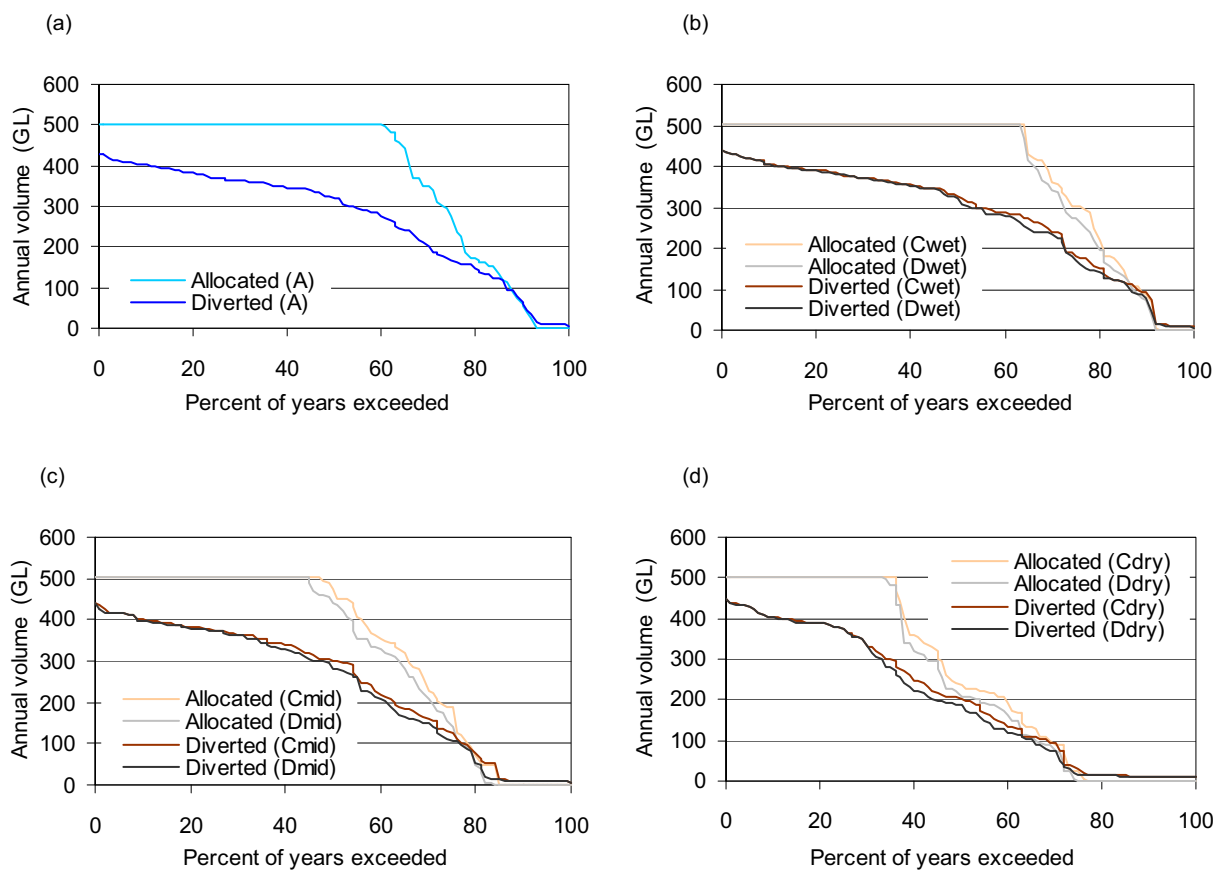 (a)
600
500
400
300
200
100
0
Annual volume (GL)
Allocated (A)
Diverted (A)
0 20 40 60 80 100
Percent of years exceeded
(b)
600
500
400
300
200
100
0
Annual volume (GL)
Allocated (Cwet)
Allocated (Dwet)
Diverted (Cwet)
Diverted (Dwet)
0 20 40 60 80 100
Percent of years exceeded
(c)
600
500
400
300
200
100
0
Annual volume (GL)
Allocated (Cmid)
Allocated (Dmid)
Diverted (Cmid)
Diverted (Dmid)
0 20 40 60 80 100
Percent of years exceeded
(d)
600
500
400
300
200
100
0
Annual volume (GL)
Allocated (Cdry)
Allocated (Ddry)
Diverted (Cdry)
Diverted (Ddry)
0 20 40 60 80 100
Percent of years exceeded